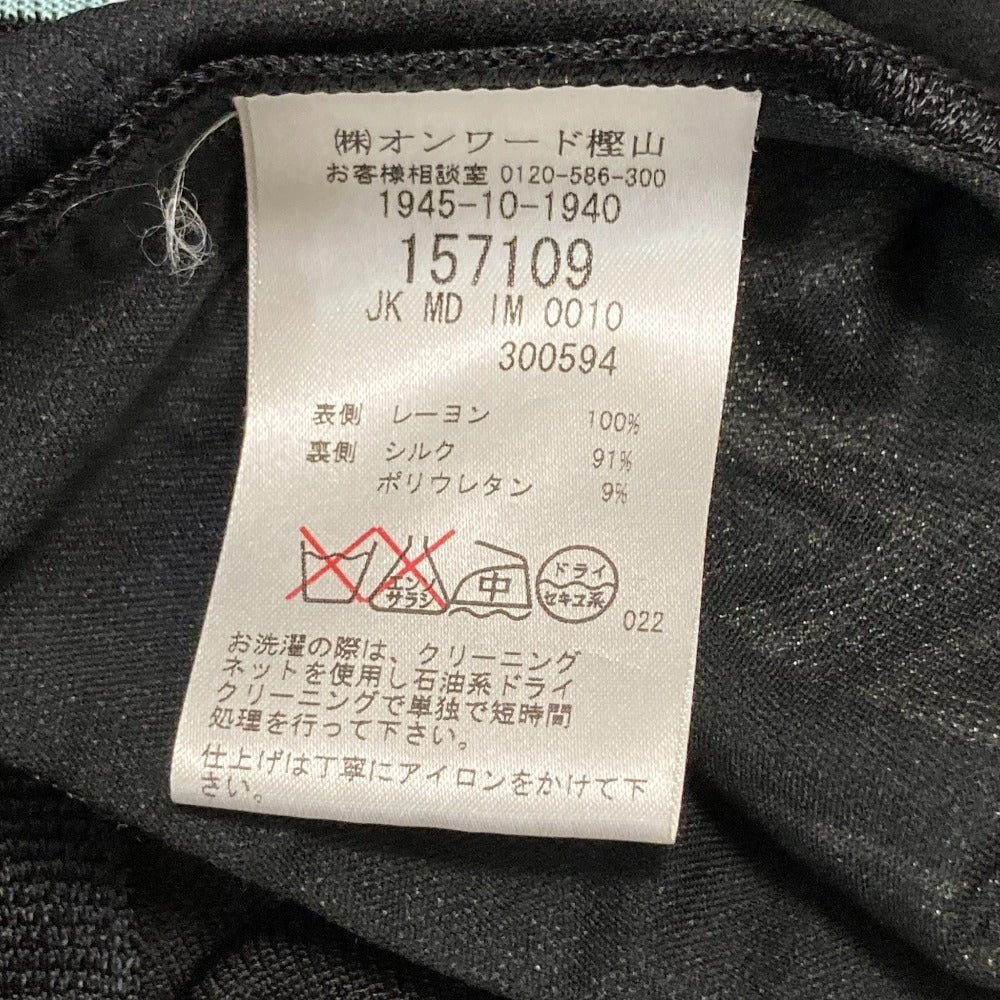 (株)オンワード樫山
お客様相談室 0120-586-300
1945-10-1940
157109
JK MD IM 0010
300594
表側 レーヨン 100%
裏側 シルク 91%
ポリウレタン 9%
エンソ
サラシ
中
ドライ
セキユ系
022
お洗濯の際は、クリーニング
ネットを使用し石油系ドライ
クリーニングで単独で短時間
処理を行って下さい。
仕上げは丁寧にアイロンをかけて下
さい。